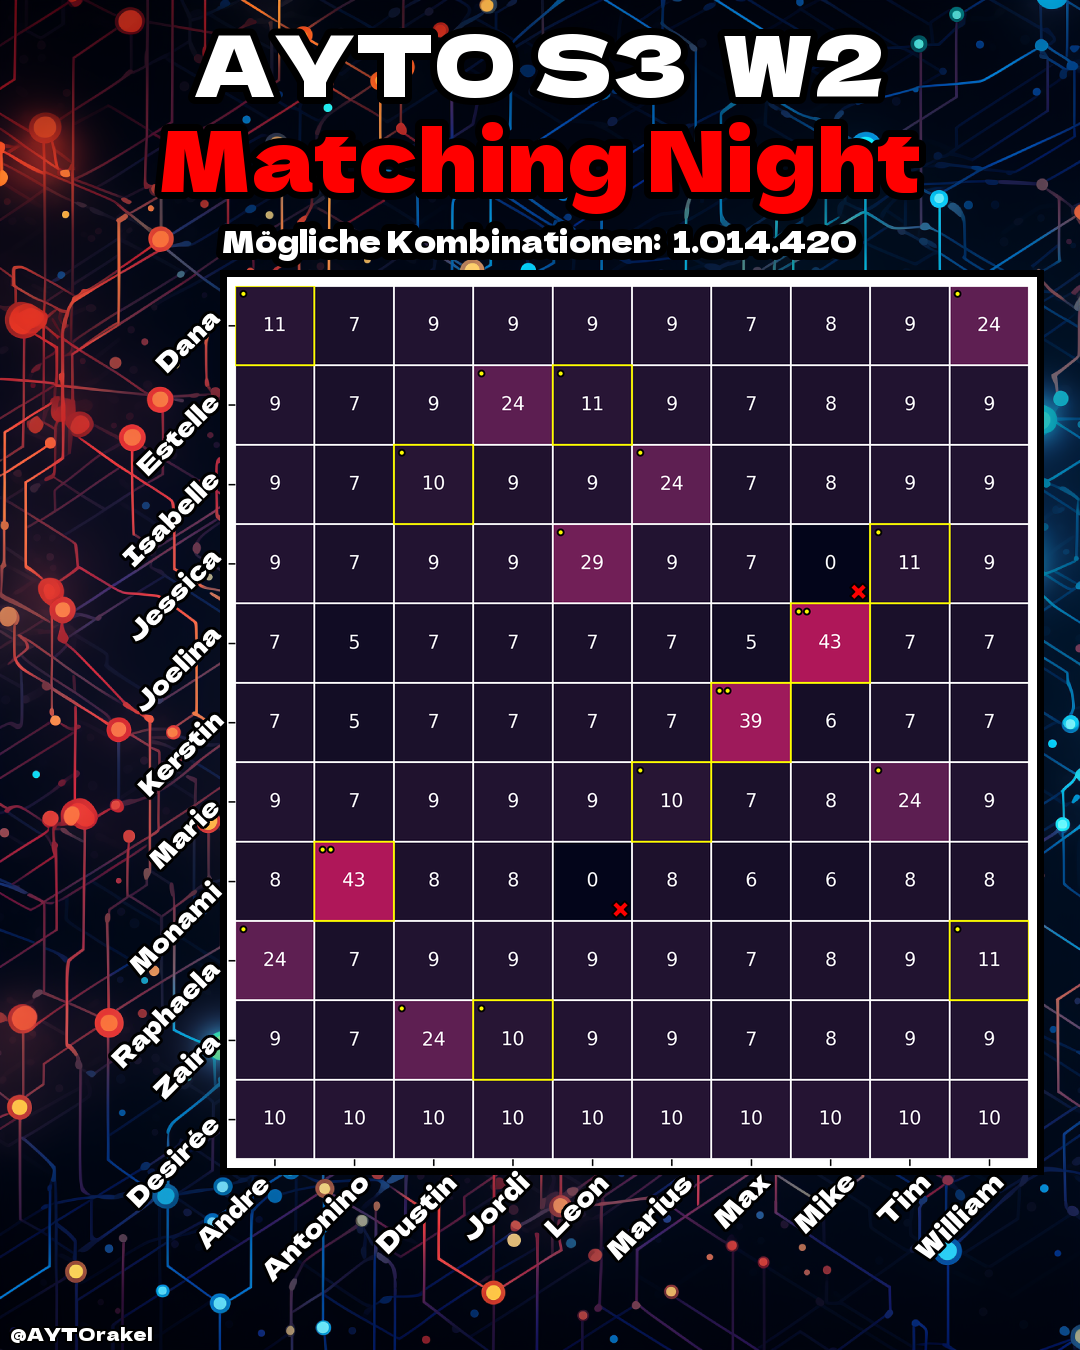 AYTO S3 W2
Matching Night
Mögliche Kombinationen: 1.014.420
Dana 11 7 9 9 9 9 7 8 9 24
Estelle 9 7 9 24 11 9 7 8 9 9
Isabelle 9 7 10 9 9 24 7 8 9 9
Jessica 9 7 9 9 29 9 7 0 11 9
Joelina 7 5 7 7 7 7 5 43 7 7
Kerstin 7 5 7 7 7 7 39 6 7 7
Marie 9 7 9 9 9 10 7 8 24 9
Monami 8 43 8 8 0 8 6 6 8 8
Raphaela 24 7 9 9 9 9 7 8 9 11
Zaira 9 7 24 10 9 9 7 8 9 9
Desirée 10 10 10 10 10 10 10 10 10 10
Andre Antonino Dustin Jordi Leon Marius Max Mike Tim William
@AYTOrakel